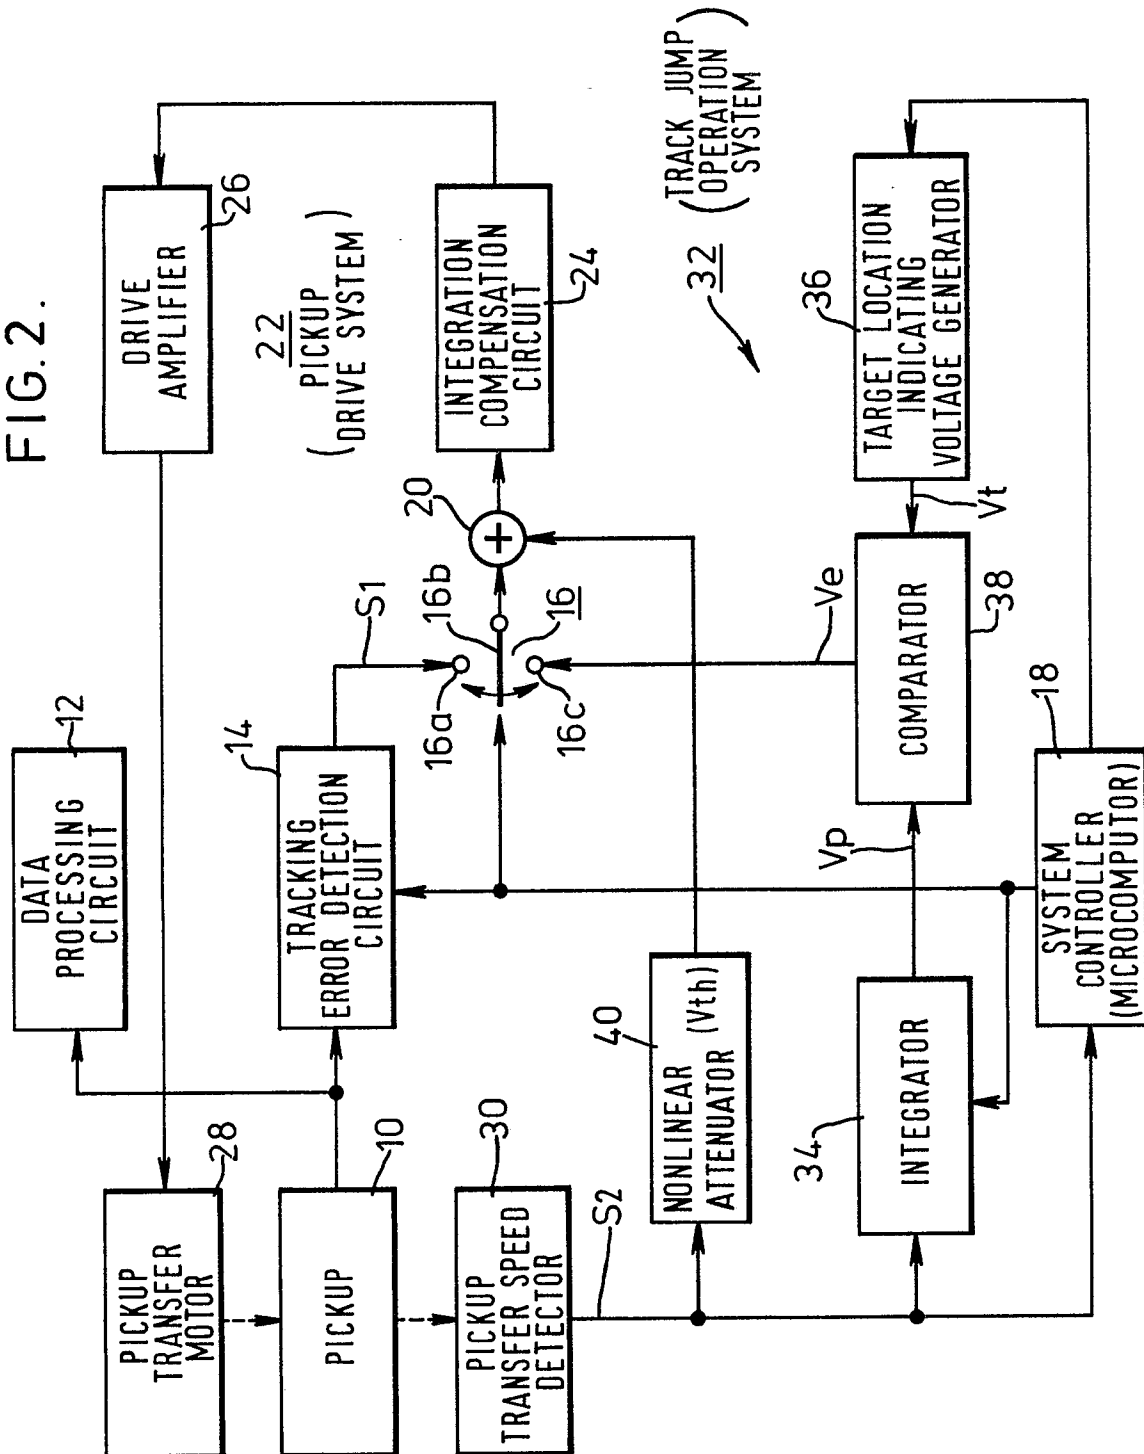 FIG.2.
PICKUP
TRANSFER
MOTOR
28
DRIVE
AMPLIFIER
26
DATA
PROCESSING
CIRCUIT
12
22
PICKUP
(DRIVE SYSTEM)
PICKUP
10
TRACKING
ERROR DETECTION
CIRCUIT
14
S1
16a
16b
16
16c
20
+
INTEGRATION
COMPENSATION
CIRCUIT
24
PICKUP
TRANSFER SPEED
DETECTOR
30
S2
NONLINEAR
ATTENUATOR (Vth)
40
32
(TRACK JUMP
OPERATION
SYSTEM)
INTEGRATOR
34
Vp
COMPARATOR
38
Ve
Vt
TARGET LOCATION
INDICATING
VOLTAGE GENERATOR
36
SYSTEM
CONTROLLER
(MICROCOMPUTOR)
18